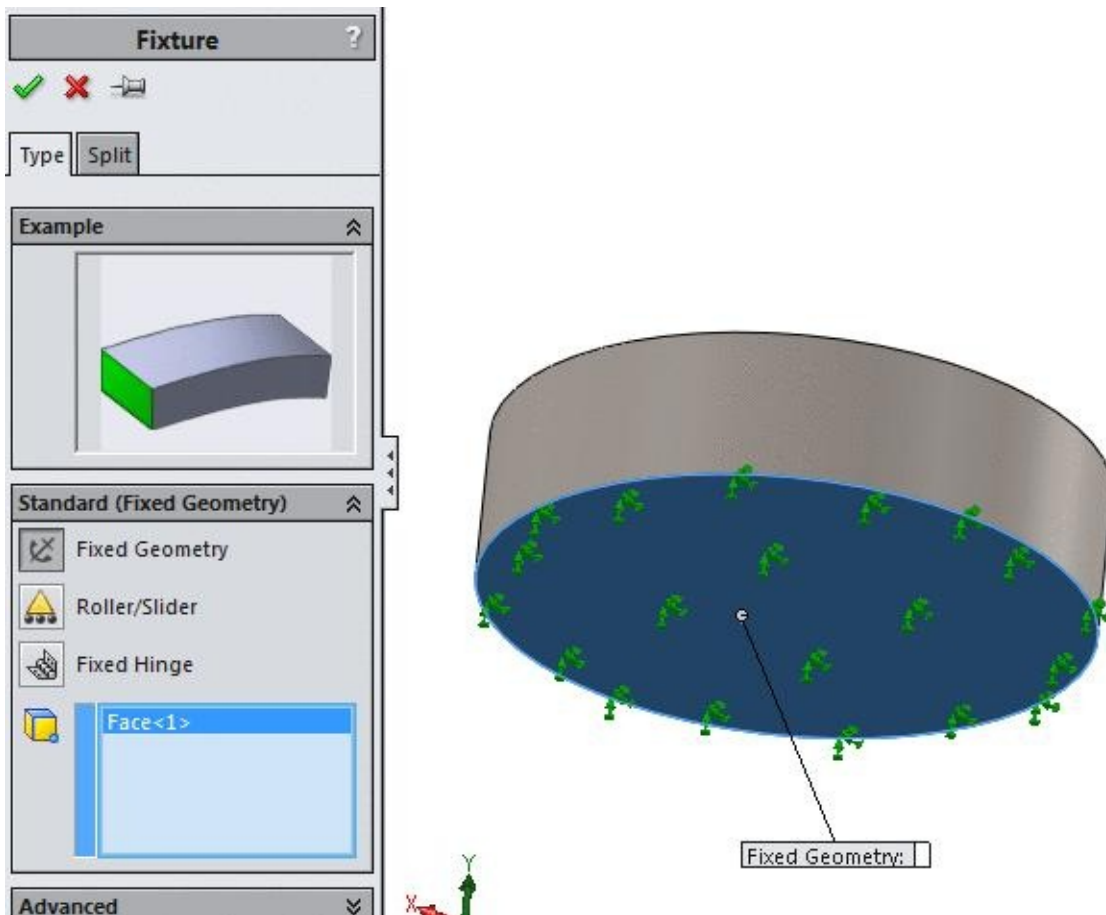 Fixture ?
Type Split
Example
Standard (Fixed Geometry)
Fixed Geometry
Roller/Slider
Fixed Hinge
Face<1>
Advanced
Fixed Geometry:
Y
X